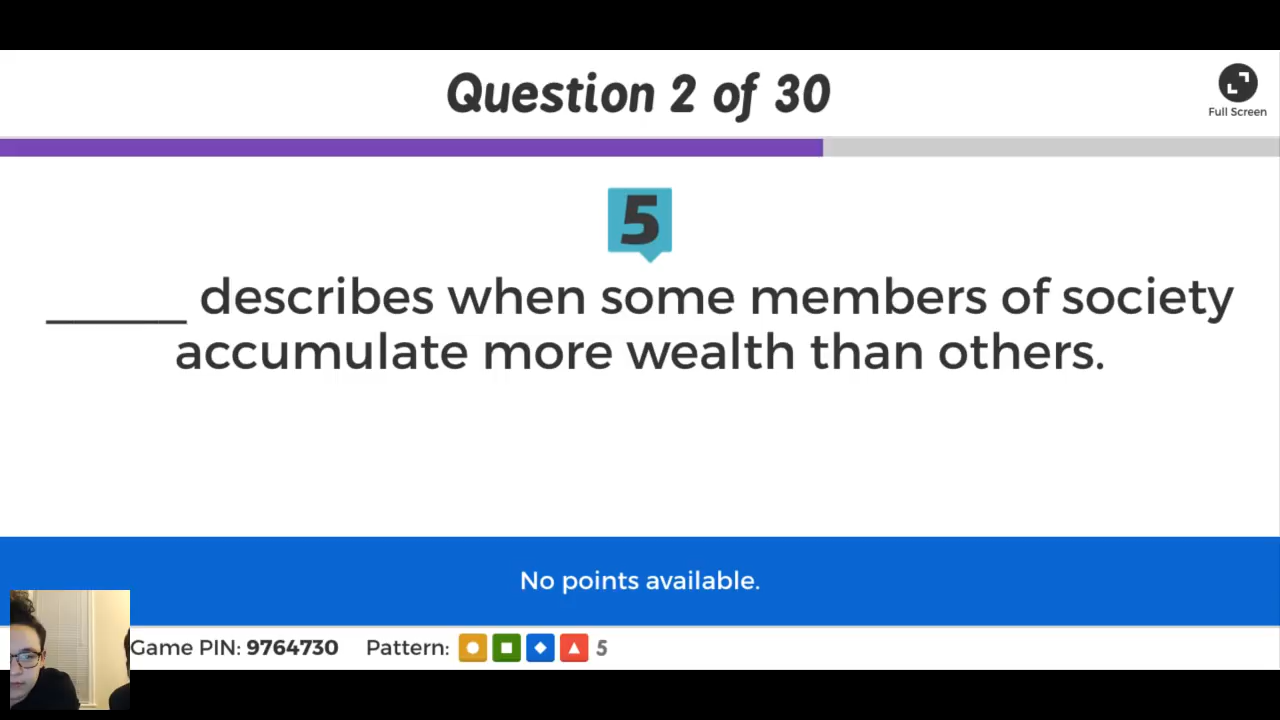 Question 2 of 30
Full Screen
5
_____ describes when some members of society
accumulate more wealth than others.
No points available.
Game PIN: 9764730 Pattern: 5